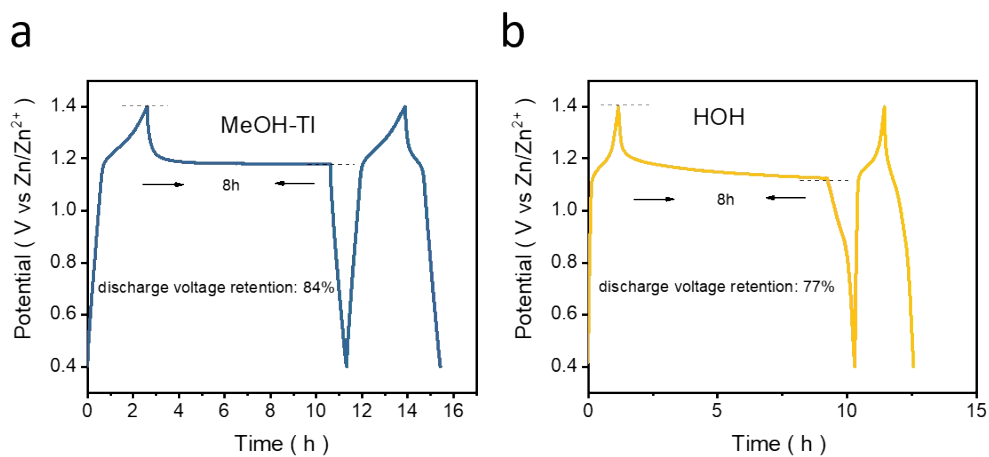 a
MeOH-TI
8h
discharge voltage retention: 84%
Potential ( V vs Zn/Zn²⁺ )
1.4
1.2
1.0
0.8
0.6
0.4
0 2 4 6 8 10 12 14 16
Time ( h )
b
HOH
8h
discharge voltage retention: 77%
Potential ( V vs Zn/Zn²⁺ )
1.4
1.2
1.0
0.8
0.6
0.4
0 5 10 15
Time ( h )